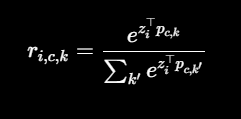 r_{i,c,k} = \frac{e^{z_i^\top p_{c,k}}}{\sum_{k'} e^{z_i^\top p_{c,k'}}}